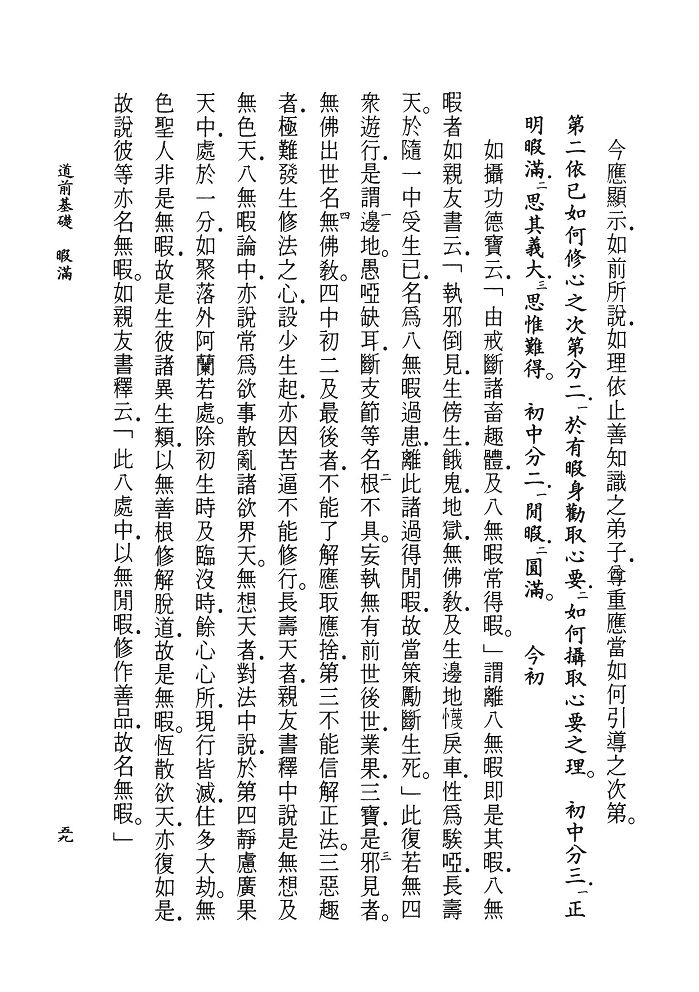 今應顯示.如前所說.如理依止善知識之弟子.尊重應當如何引導之次第。
第二依已如何修心之次第分二.一於有暇身勸取心要.二如何攝取心要之理。　初中分三.一正
明暇滿.二思其義大.三思惟難得。　初中分二.一閒暇.二圓滿。　今初
如攝功德寶云.「由戒斷諸畜趣體.及八無暇常得暇。」謂離八無暇即是其暇.八無
暇者如親友書云.「執邪倒見生傍生.餓鬼地獄無佛教.及生邊地懱戾車.性為騃啞長壽
天。於隨一中受生已.名為八無暇過患.離此諸過得閒暇.故當策勵斷生死。」此復若無四
眾遊行.是謂邊地。一愚啞缺耳.斷支節等名根不具。二妄執無有前世後世.業果.三寶.是邪見者。三
無佛出世.名無佛教。四四中初二及最後者.不能了解應取應捨.第三不能信解正法。三惡趣
者.極難發生修法之心.設少生起.亦因苦逼不能修行。長壽天者.親友書釋中說是無想及
無色天.八無暇論中.亦說常為欲事散亂諸欲界天。無想天者.對法中說.於第四靜慮廣果
天中.處於一分.如聚落外阿蘭若處。除初生時及臨沒時.餘心心所.現行皆滅.住多大劫。無
色聖人非是無暇.故是生彼諸異生類.以無善根修解脫道.故是無暇。恆散欲天亦復如是.
故說彼等亦名無暇。如親友書釋云.「此八處中.以無閒暇.修作善品.故名無暇。」
道前基礎　暇滿
五九